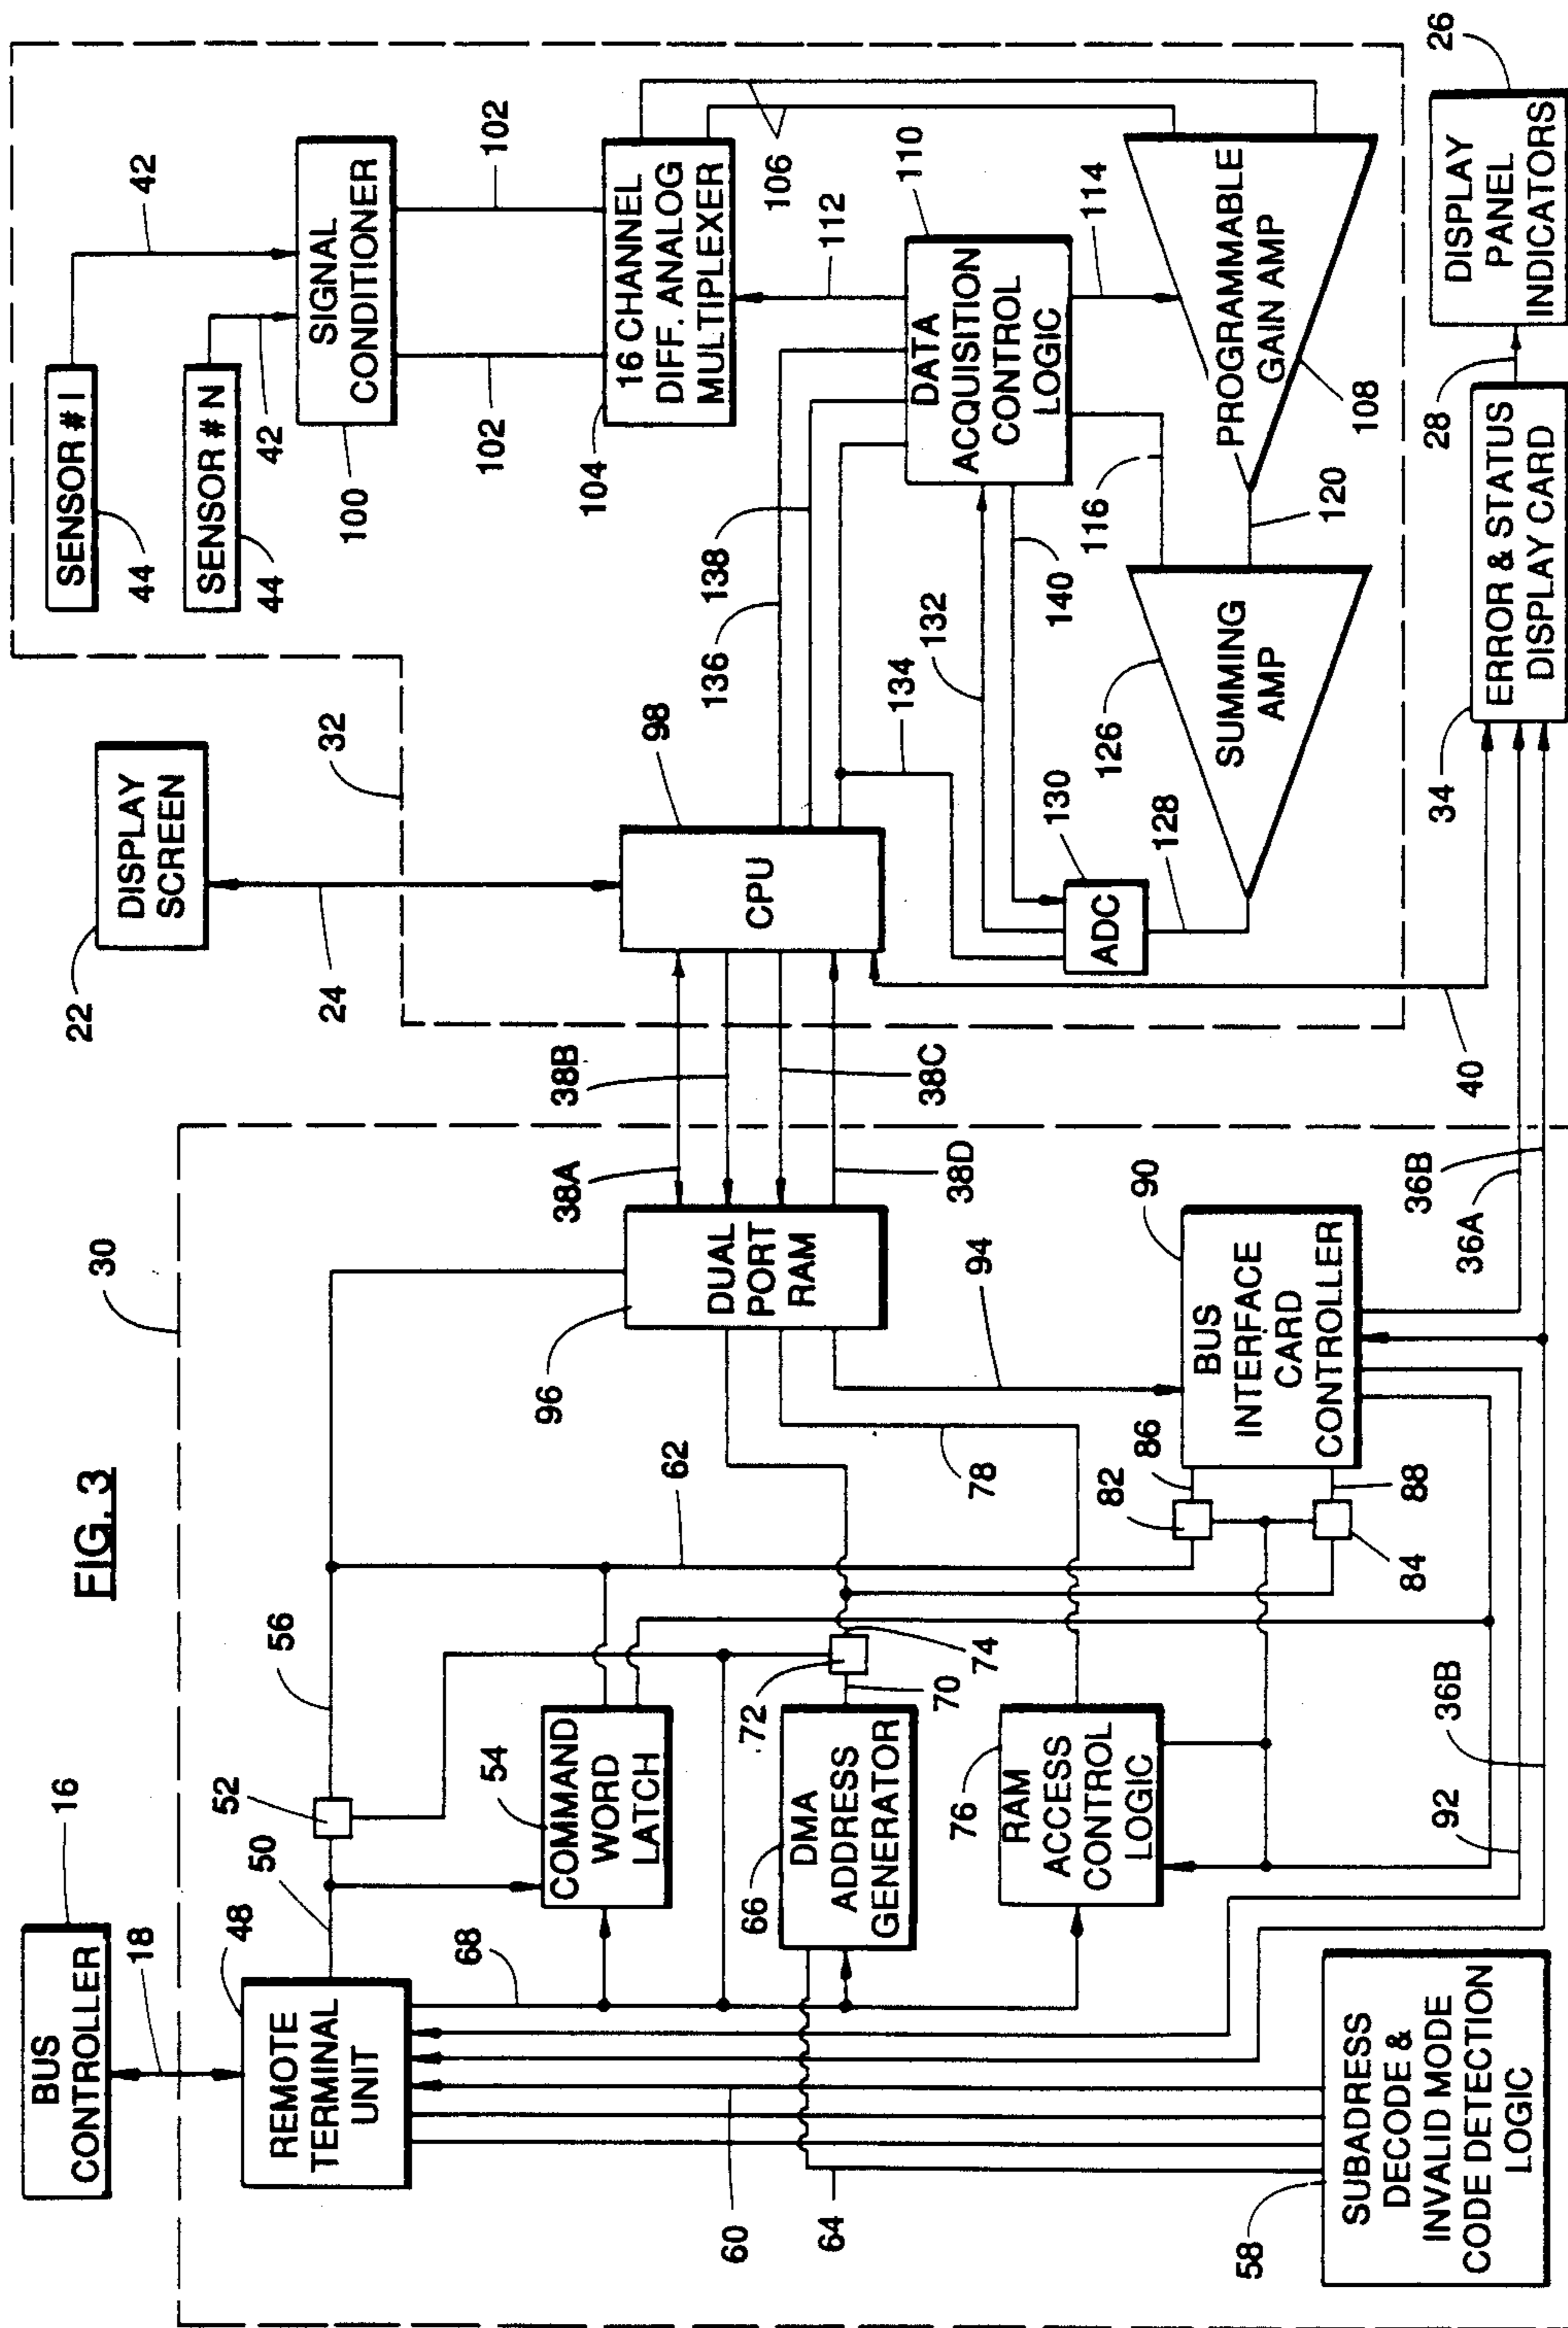 FIG. 3
BUS
CONTROLLER
16
18
30
REMOTE
TERMINAL
UNIT
48
50
52
56
COMMAND
WORD
LATCH
54
62
68
DMA
ADDRESS
GENERATOR
66
70
72
74
RAM
ACCESS
CONTROL
LOGIC
76
78
60
64
SUBADRESS
DECODE &
INVALID MODE
CODE DETECTION
LOGIC
58
92
36B
82
86
84
88
BUS
INTERFACE
CARD
CONTROLLER
90
94
DUAL
PORT
RAM
96
38A
38B
38C
38D
36A
36B
40
DISPLAY
SCREEN
22
24
32
CPU
98
SENSOR # 1
44
42
SENSOR # N
44
42
SIGNAL
CONDITIONER
100
102
102
16 CHANNEL
DIFF. ANALOG
MULTIPLEXER
104
106
DATA
ACQUISITION
CONTROL
LOGIC
110
112
114
116
136
138
132
134
140
PROGRAMMABLE
GAIN AMP
108
120
SUMMING
AMP
126
128
ADC
130
ERROR & STATUS
DISPLAY CARD
34
28
DISPLAY
PANEL
INDICATORS
26